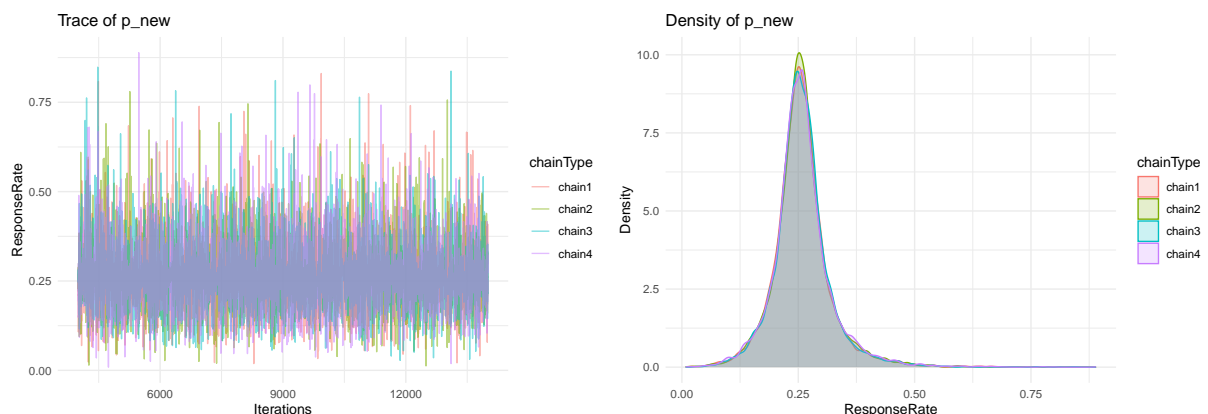 Trace of p_new
ResponseRate
0.75
0.50
0.25
0.00
6000
9000
12000
Iterations
chainType
chain1
chain2
chain3
chain4
Density of p_new
Density
10.0
7.5
5.0
2.5
0.0
0.00
0.25
0.50
0.75
ResponseRate
chainType
chain1
chain2
chain3
chain4